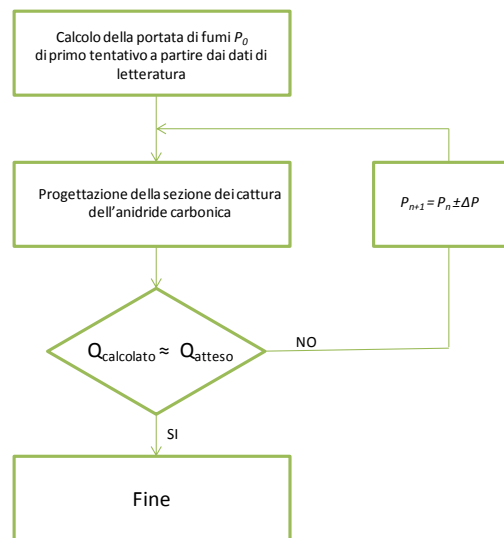 Calcolo della portata di fumi P0
di primo tentativo a partire dai dati di
letteratura
Progettazione della sezione dei cattura
dell'anidride carbonica
Pn+1 = Pn ± ΔP
Qcalcolato ≈ Qatteso
NO
SI
Fine